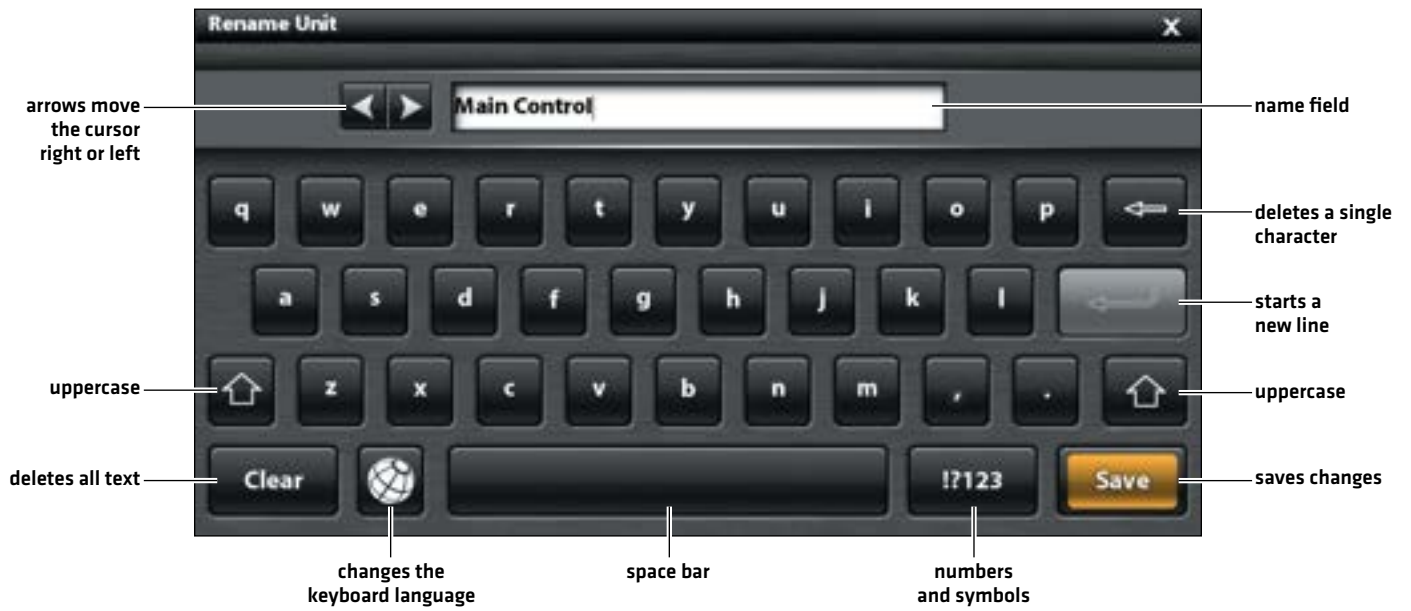 Rename Unit X
arrows move
the cursor
right or left
Main Control
name field
q w e r t y u i o p
deletes a single
character
a s d f g h j k l
starts a
new line
uppercase
z x c v b n m , .
uppercase
deletes all text
Clear
!?123
Save
saves changes
changes the
keyboard language
space bar
numbers
and symbols